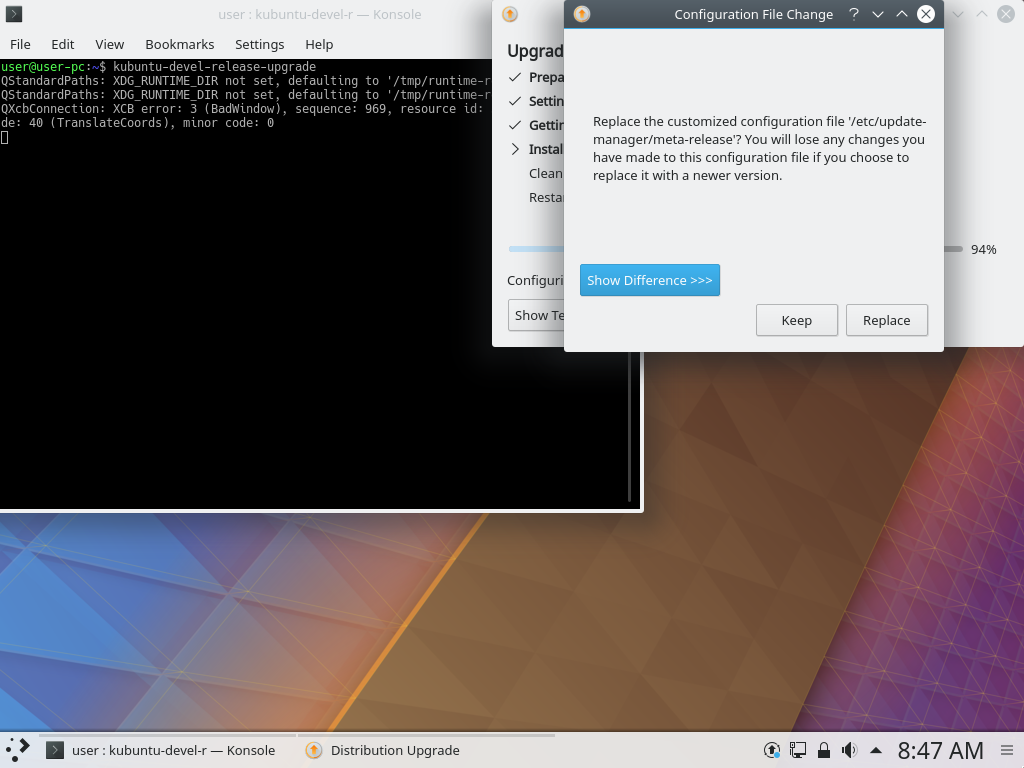 user : kubuntu-devel-r — Konsole
File Edit View Bookmarks Settings Help
user@user-pc:~$ kubuntu-devel-release-upgrade
QStandardPaths: XDG_RUNTIME_DIR not set, defaulting to '/tmp/runtime-r
QStandardPaths: XDG_RUNTIME_DIR not set, defaulting to '/tmp/runtime-r
QXcbConnection: XCB error: 3 (BadWindow), sequence: 969, resource id:
de: 40 (TranslateCoords), minor code: 0
Upgrad
Prepa
Settin
Gettin
Instal
Clean
Resta
94%
Configuri
Show Te
Configuration File Change
Replace the customized configuration file '/etc/update-
manager/meta-release'? You will lose any changes you
have made to this configuration file if you choose to
replace it with a newer version.
Show Difference >>>
Keep Replace
user : kubuntu-devel-r — Konsole Distribution Upgrade 8:47 AM